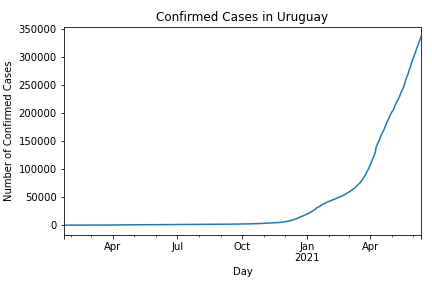 Confirmed Cases in Uruguay
Number of Confirmed Cases
350000
300000
250000
200000
150000
100000
50000
0
Apr
Jul
Oct
Jan
2021
Apr
Day